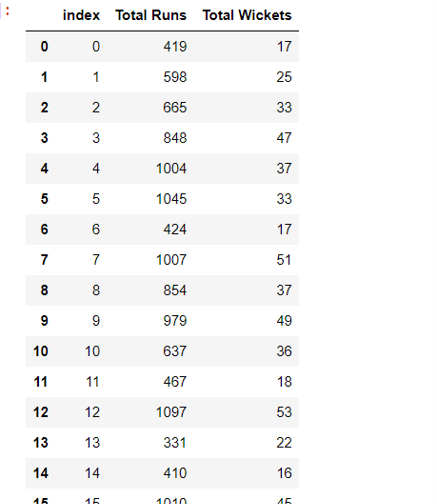 :
index Total Runs Total Wickets
0 0 419 17
1 1 598 25
2 2 665 33
3 3 848 47
4 4 1004 37
5 5 1045 33
6 6 424 17
7 7 1007 51
8 8 854 37
9 9 979 49
10 10 637 36
11 11 467 18
12 12 1097 53
13 13 331 22
14 14 410 16
15 15 1010 45